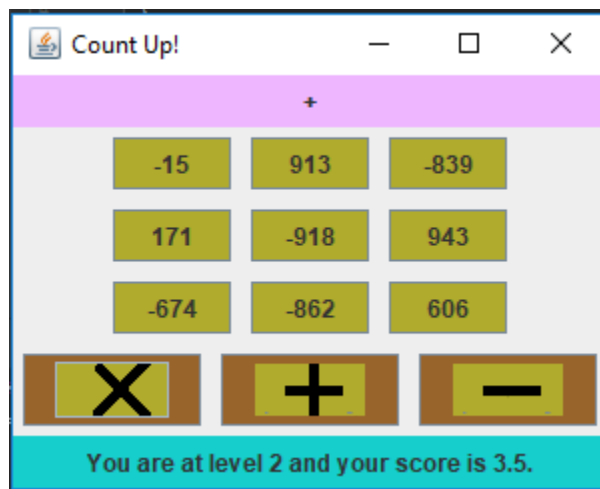 Count Up!
+
-15 913 -839
171 -918 943
-674 -862 606
× + −
You are at level 2 and your score is 3.5.